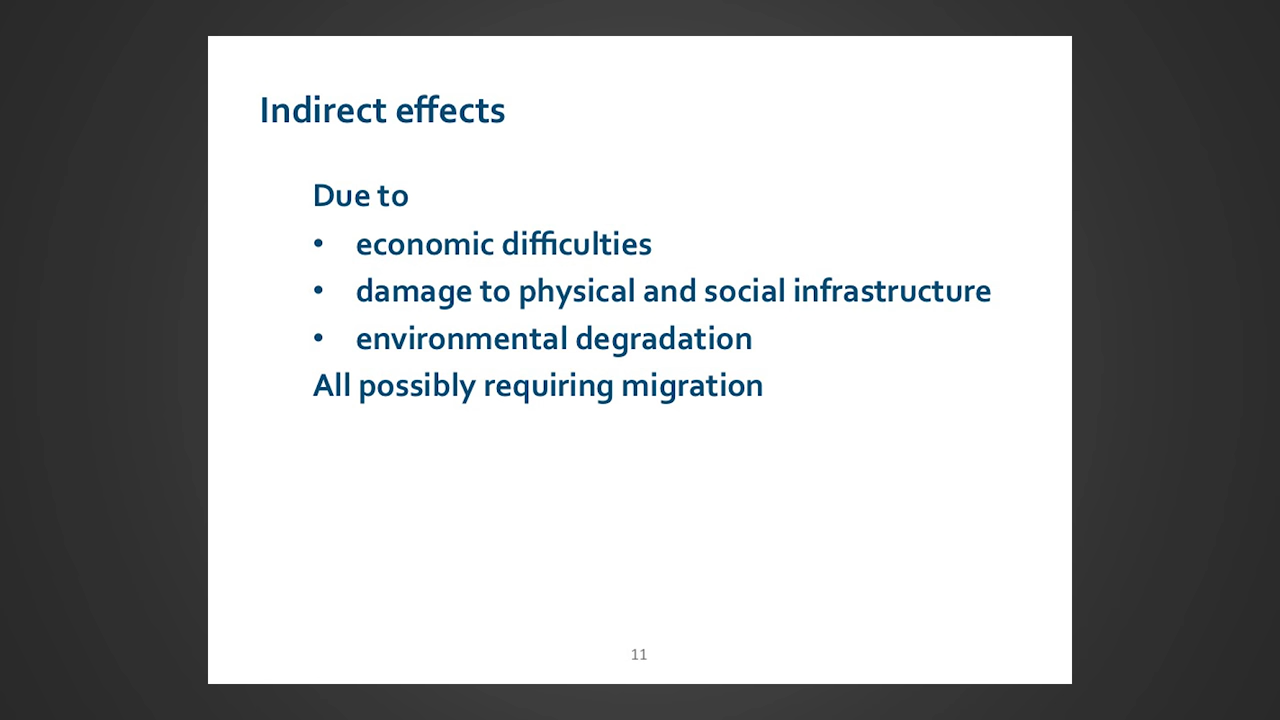 Indirect effects
Due to
• economic difficulties
• damage to physical and social infrastructure
• environmental degradation
All possibly requiring migration
11